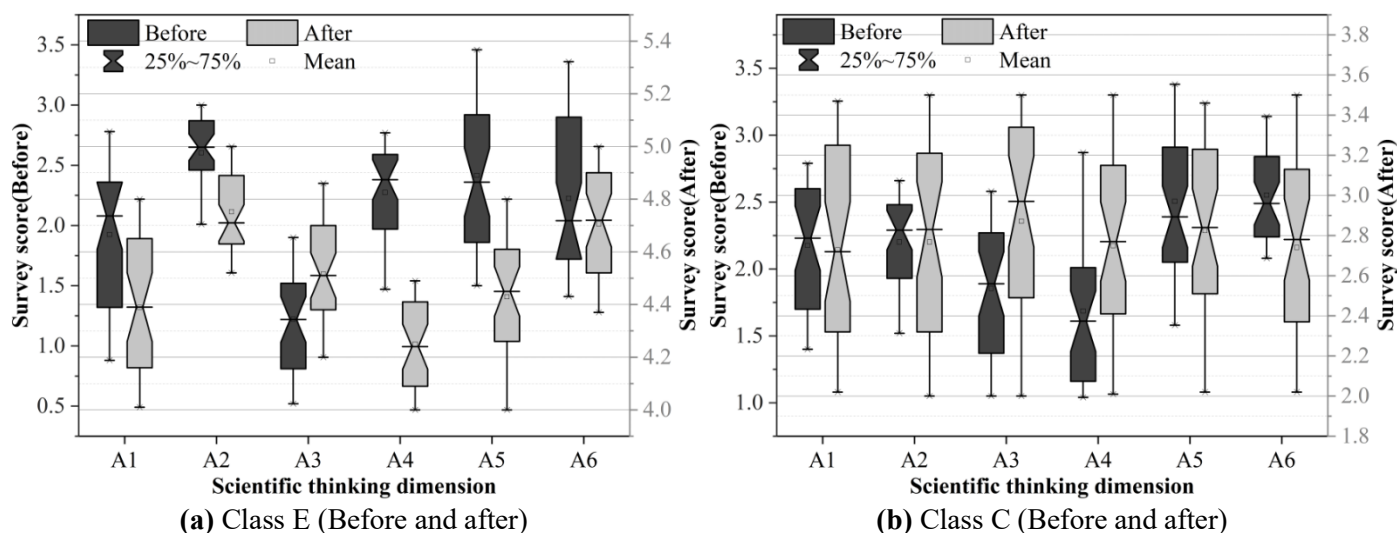 Before
After
25%~75%
Mean
3.5
3.0
2.5
2.0
1.5
1.0
0.5
Survey score(Before)
5.4
5.2
5.0
4.8
4.6
4.4
4.2
4.0
Survey score(After)
A1 A2 A3 A4 A5 A6
Scientific thinking dimension
(a) Class E (Before and after)
Before
After
25%~75%
Mean
3.5
3.0
2.5
2.0
1.5
1.0
Survey score(Before)
3.8
3.6
3.4
3.2
3.0
2.8
2.6
2.4
2.2
2.0
1.8
Survey score(After)
A1 A2 A3 A4 A5 A6
Scientific thinking dimension
(b) Class C (Before and after)